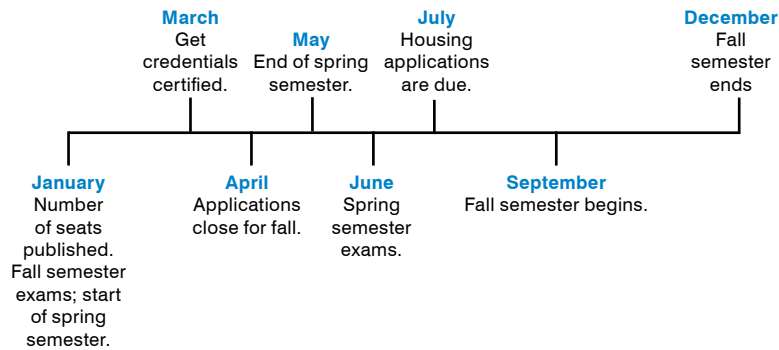 January
Number
of seats
published.
Fall semester
exams; start
of spring
semester.
March
Get
credentials
certified.
April
Applications
close for fall.
May
End of spring
semester.
June
Spring
semester
exams.
July
Housing
applications
are due.
September
Fall semester begins.
December
Fall
semester
ends